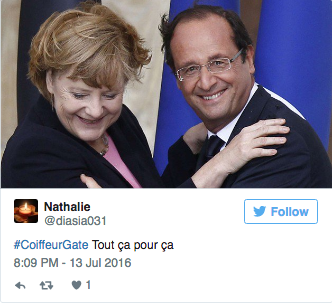 Nathalie
@diasia031
Follow
#CoiffeurGate Tout ça pour ça
8:09 PM - 13 Jul 2016
1